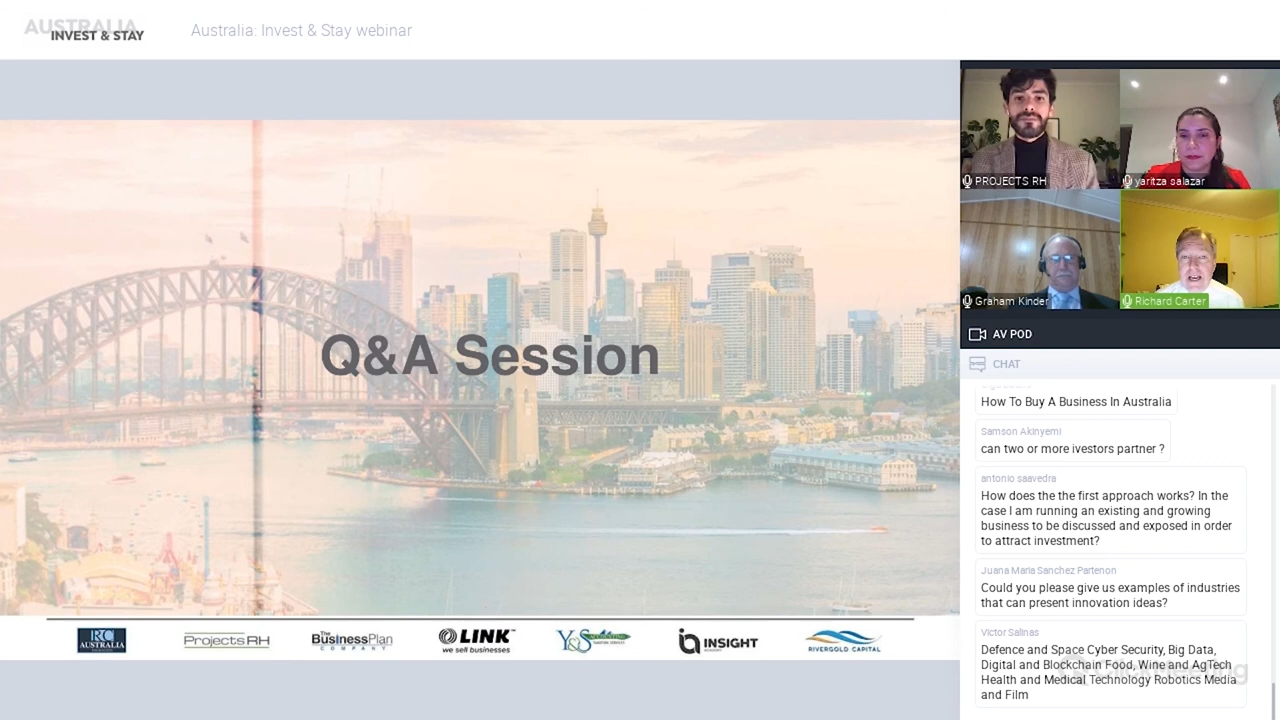 AUSTRALIA
INVEST & STAY
Australia: Invest & Stay webinar
Q&A Session
RC
AUSTRALIA
ProjectsRH
The
BusinessPlan
COMPANY
LINK
we sell businesses
Y&S
INSIGHT
RIVERGOLD CAPITAL
PROJECTS RH
yaritza salazar
Graham Kinder
Richard Carter
AV POD
CHAT
How To Buy A Business In Australia
Samson Akinyemi
can two or more ivestors partner ?
antonio saavedra
How does the the first approach works? In the
case I am running an existing and growing
business to be discussed and exposed in order
to attract investment?
Juana Maria Sanchez Partenon
Could you please give us examples of industries
that can present innovation ideas?
Victor Salinas
Defence and Space Cyber Security, Big Data,
Digital and Blockchain Food, Wine and AgTech
Health and Medical Technology Robotics Media
and Film